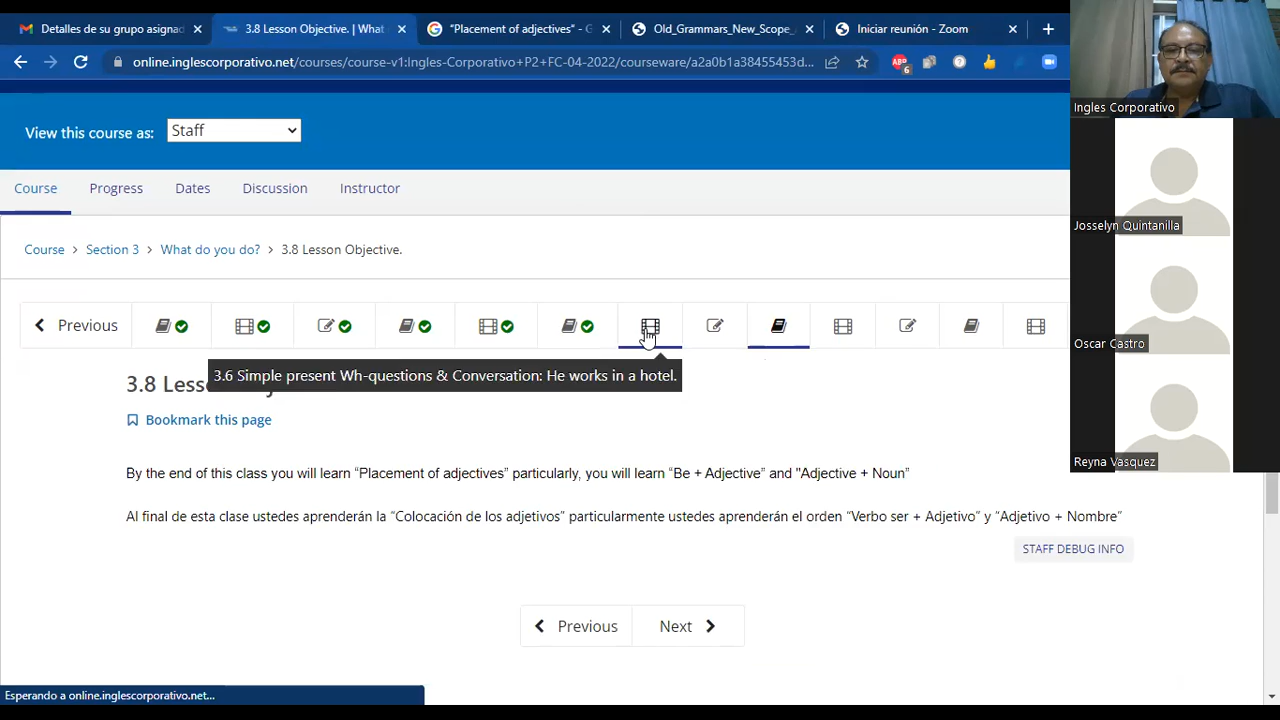 Detalles de su grupo asignad
3.8 Lesson Objective. | What
"Placement of adjectives" - G
Old_Grammars_New_Scope_
Iniciar reunión - Zoom
online.inglescorporativo.net/courses/course-v1:Ingles-Corporativo+P2+FC-04-2022/courseware/a2a0b1a38455453d...
6
View this course as:
Staff
Course
Progress
Dates
Discussion
Instructor
Course > Section 3 > What do you do? > 3.8 Lesson Objective.
Previous
3.6 Simple present Wh-questions & Conversation: He works in a hotel.
3.8 Less
Bookmark this page
By the end of this class you will learn “Placement of adjectives” particularly, you will learn “Be + Adjective” and "Adjective + Noun”
Al final de esta clase ustedes aprenderán la “Colocación de los adjetivos” particularmente ustedes aprenderán el orden “Verbo ser + Adjetivo” y “Adjetivo + Nombre“
STAFF DEBUG INFO
Previous
Next
Esperando a online.inglescorporativo.net...
Ingles Corporativo
Josselyn Quintanilla
Oscar Castro
Reyna Vasquez